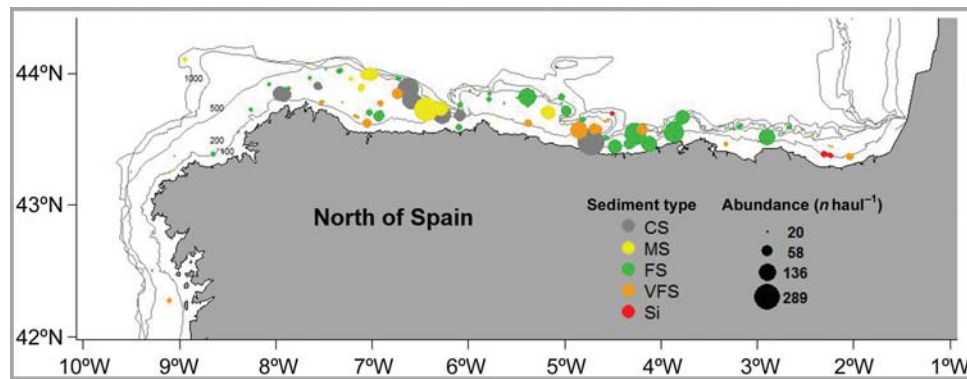 44ºN
43ºN
42ºN
1000
500
200
100
North of Spain
Sediment type
CS
MS
FS
VFS
Si
Abundance (n haul⁻¹)
20
58
136
289
10ºW 9ºW 8ºW 7ºW 6ºW 5ºW 4ºW 3ºW 2ºW 1ºW